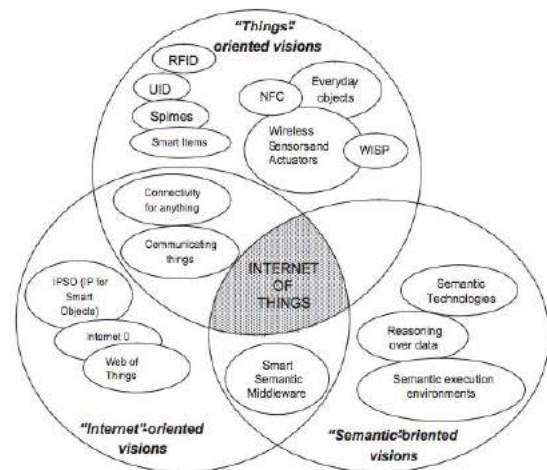 "Things"-
oriented visions
RFID
UID
Spimes
Smart Items
NFC
Everyday
objects
Wireless
Sensorsand
Actuators
WISP
Connectivity
for anything
Communicating
things
INTERNET
OF
THINGS
IPSO (IP for
Smart
Objects)
Internet 0
Web of
Things
Semantic
Technologies
Reasoning
over data
Semantic execution
environments
Smart
Semantic
Middleware
"Internet"-oriented
visions
"Semantic"-oriented
visions